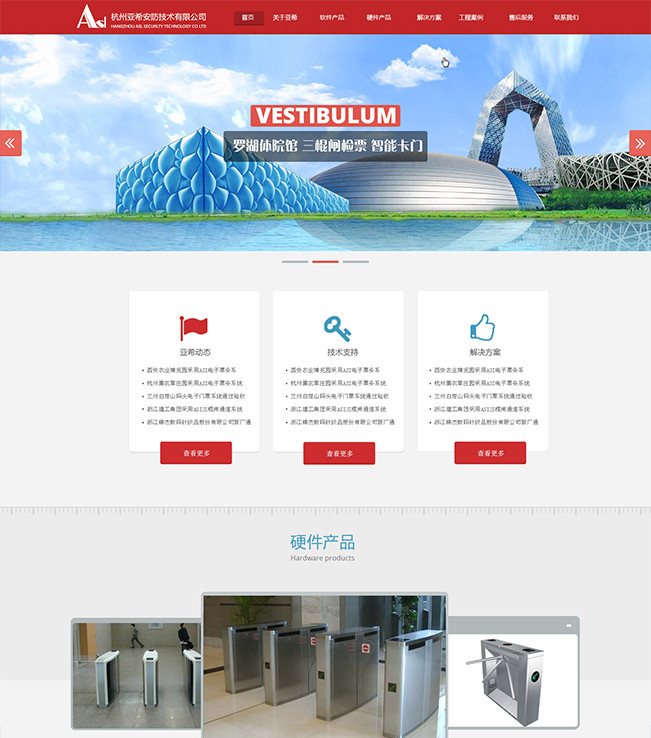 Asl 杭州亚希安防技术有限公司
HANGZHOU ASL SECURLTY TECHNOLOGY CO LTD
首页 关于亚希 软件产品 硬件产品 解决方案 工程案例 售后服务 联系我们
VESTIBULUM
罗湖体院馆 三棍闸检票 智能卡门
亚希动态
• 西安农业博览园采用ASI电子票务系
• 杭州薰衣草庄园采用ASI电子票务系统
• 兰州白塔山码头电子门票系统通过验收
• 浙江建工集团采用ASI三棍闸通道系统
• 浙江棒杰数码针织品股份有限公司联广通
查看更多
技术支持
• 西安农业博览园采用ASI电子票务系
• 杭州薰衣草庄园采用ASI电子票务系统
• 兰州白塔山码头电子门票系统通过验收
• 浙江建工集团采用ASI三棍闸通道系统
• 浙江棒杰数码针织品股份有限公司联广通
查看更多
解决方案
• 西安农业博览园采用ASI电子票务系
• 杭州薰衣草庄园采用ASI电子票务系统
• 兰州白塔山码头电子门票系统通过验收
• 浙江建工集团采用ASI三棍闸通道系统
• 浙江棒杰数码针织品股份有限公司联广通
查看更多
硬件产品
Hardware products